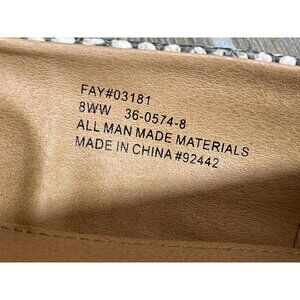 FAY#03181
8WW 36-0574-8
ALL MAN MADE MATERIALS
MADE IN CHINA #92442